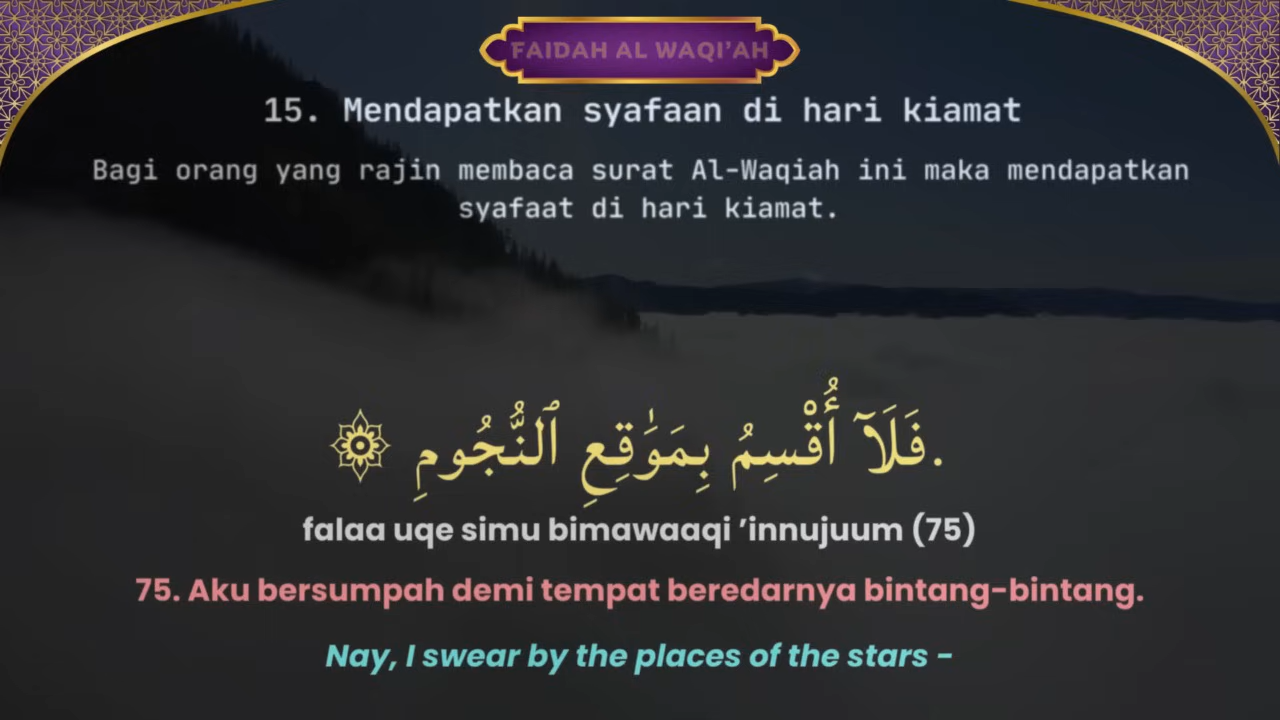 FAIDAH AL WAQI’AH
15. Mendapatkan syafaan di hari kiamat
Bagi orang yang rajin membaca surat Al-Waqiah ini maka mendapatkan
syafaat di hari kiamat.
فَلَآ أُقْسِمُ بِمَوَٰقِعِ ٱلنُّجُومِ.
falaa uqe simu bimawaaqi ’innujuum (75)
75. Aku bersumpah demi tempat beredarnya bintang-bintang.
Nay, I swear by the places of the stars -